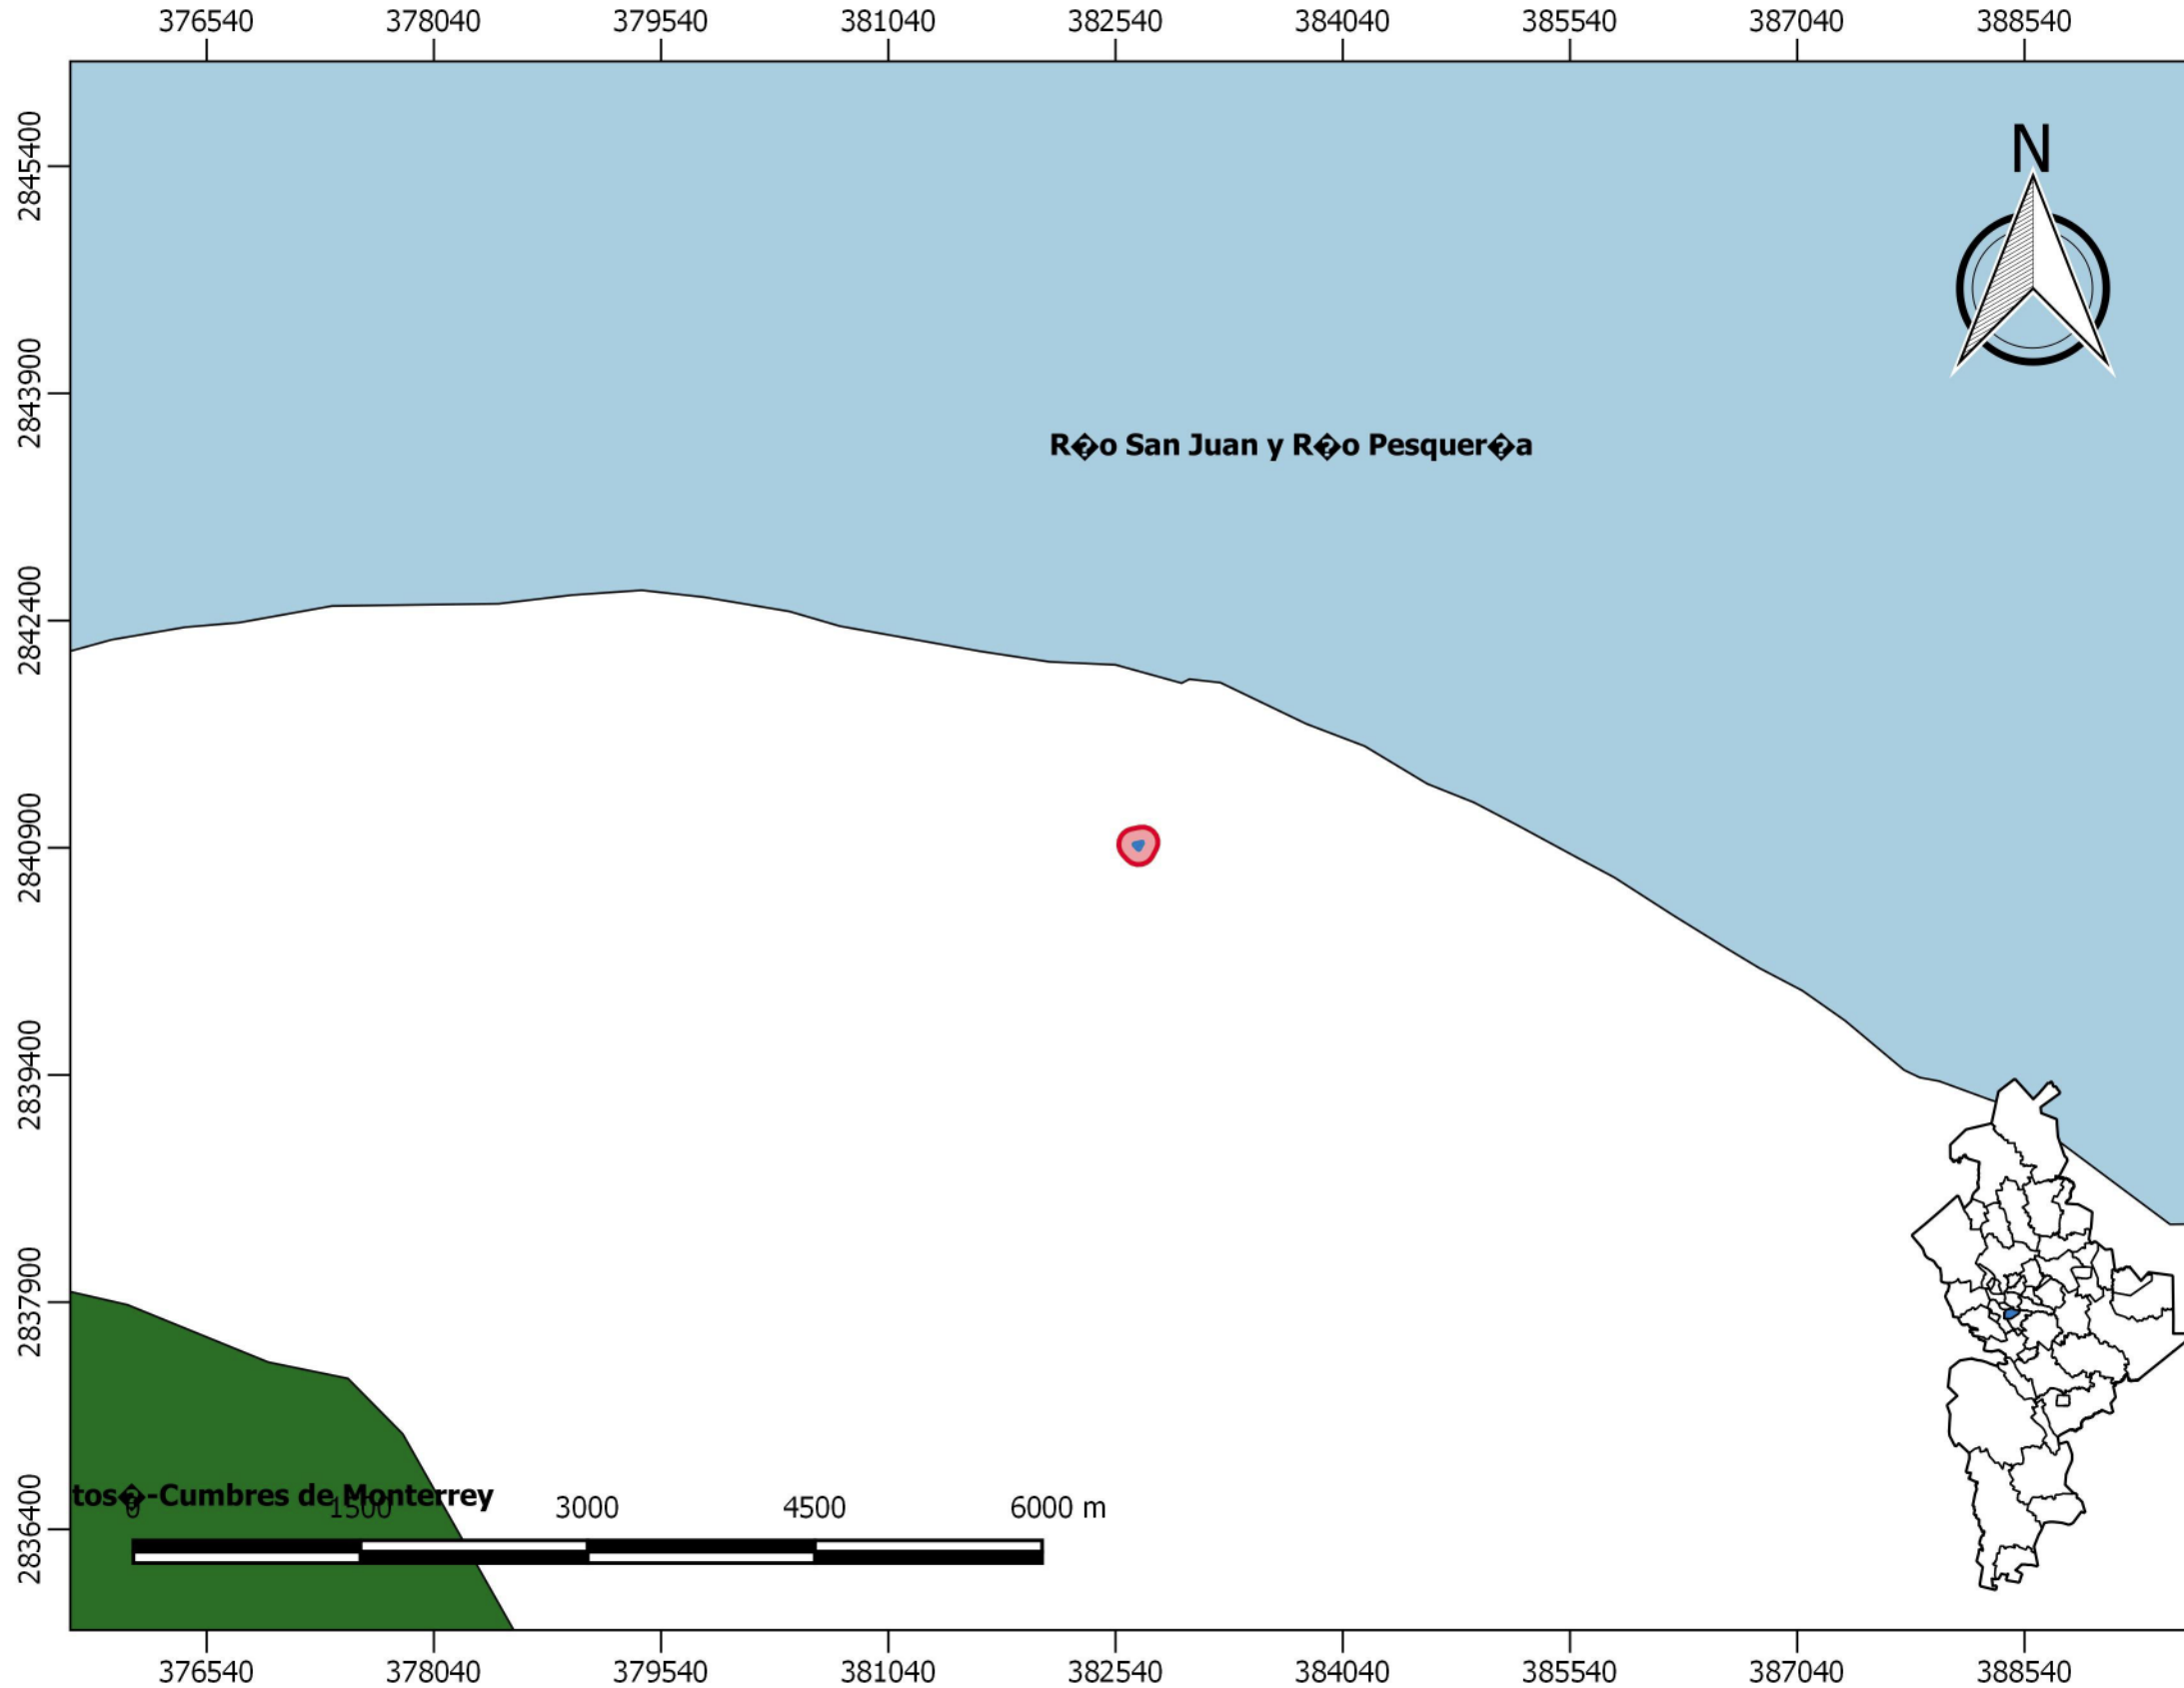 376540 378040 379540 381040 382540 384040 385540 387040 388540
2845400
N
2843900
R�o San Juan y R�o Pesquer�a
2842400
2840900
2839400
2837900
tos�-Cumbres de Monterrey
0 1500 3000 4500 6000 m
2836400
376540 378040 379540 381040 382540 384040 385540 387040 388540